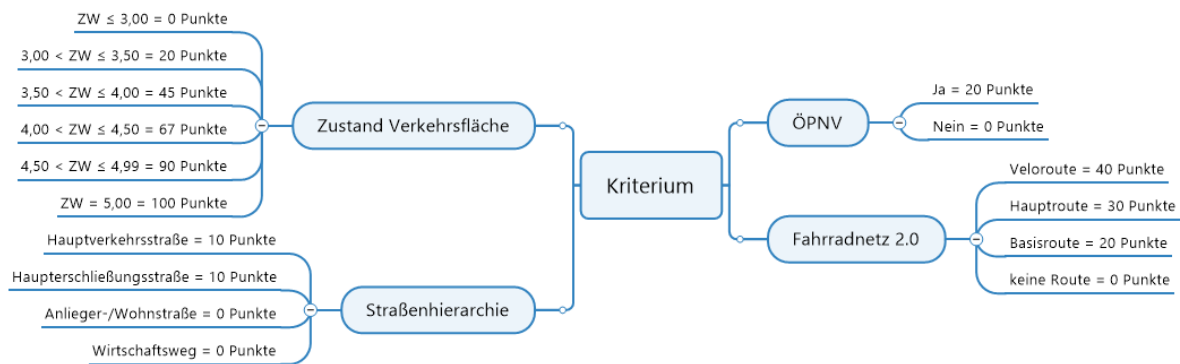 Kriterium
Zustand Verkehrsfläche
ZW ≤ 3,00 = 0 Punkte
3,00 < ZW ≤ 3,50 = 20 Punkte
3,50 < ZW ≤ 4,00 = 45 Punkte
4,00 < ZW ≤ 4,50 = 67 Punkte
4,50 < ZW ≤ 4,99 = 90 Punkte
ZW = 5,00 = 100 Punkte
Straßenhierarchie
Hauptverkehrsstraße = 10 Punkte
Haupterschließungsstraße = 10 Punkte
Anlieger-/Wohnstraße = 0 Punkte
Wirtschaftsweg = 0 Punkte
ÖPNV
Ja = 20 Punkte
Nein = 0 Punkte
Fahrradnetz 2.0
Veloroute = 40 Punkte
Hauptroute = 30 Punkte
Basisroute = 20 Punkte
keine Route = 0 Punkte